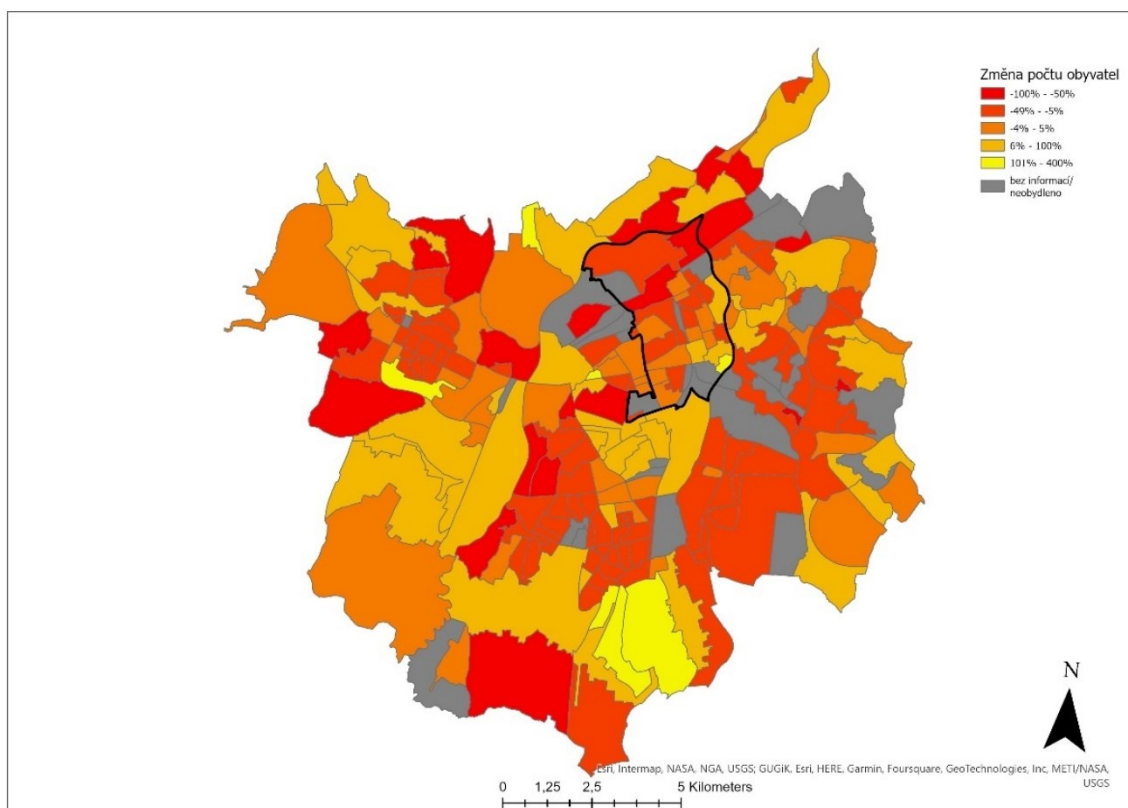 Změna počtu obyvatel
-100% - -50%
-49% - -5%
-4% - 5%
6% - 100%
101% - 400%
bez informací/
neobydleno
N
Esri, Intermap, NASA, NGA, USGS; GUGiK, Esri, HERE, Garmin, Foursquare, GeoTechnologies, Inc, METI/NASA,
USGS
0 1,25 2,5 5 Kilometers